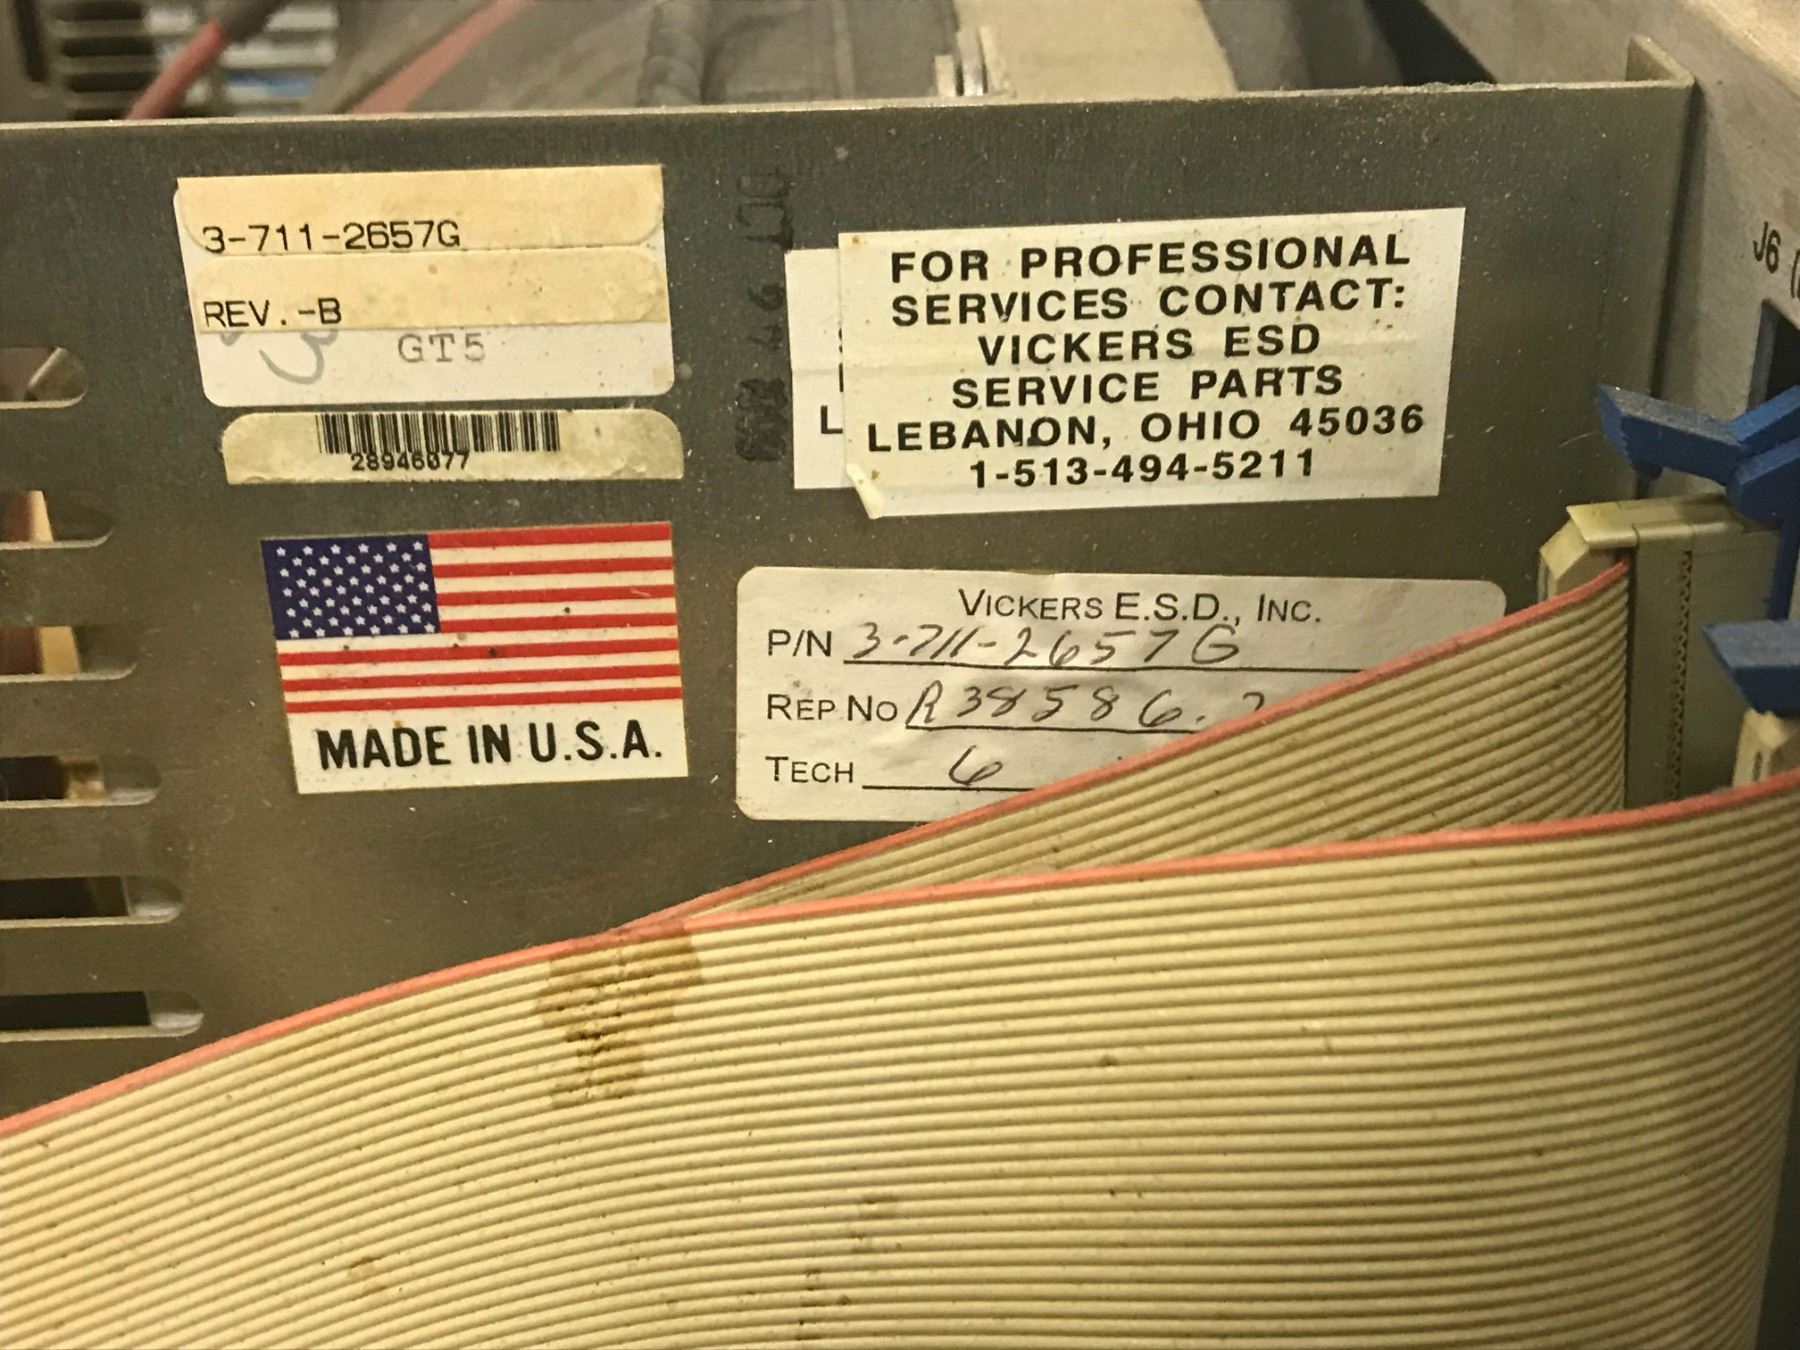 3-711-2657G
REV.-B
GT5
28946077
MADE IN U.S.A.
FOR PROFESSIONAL
SERVICES CONTACT:
VICKERS ESD
SERVICE PARTS
LEBANON, OHIO 45036
1-513-494-5211
L
VICKERS E.S.D., INC.
P/N 3-711-2657G
REP NO R38586.
TECH 6
J6